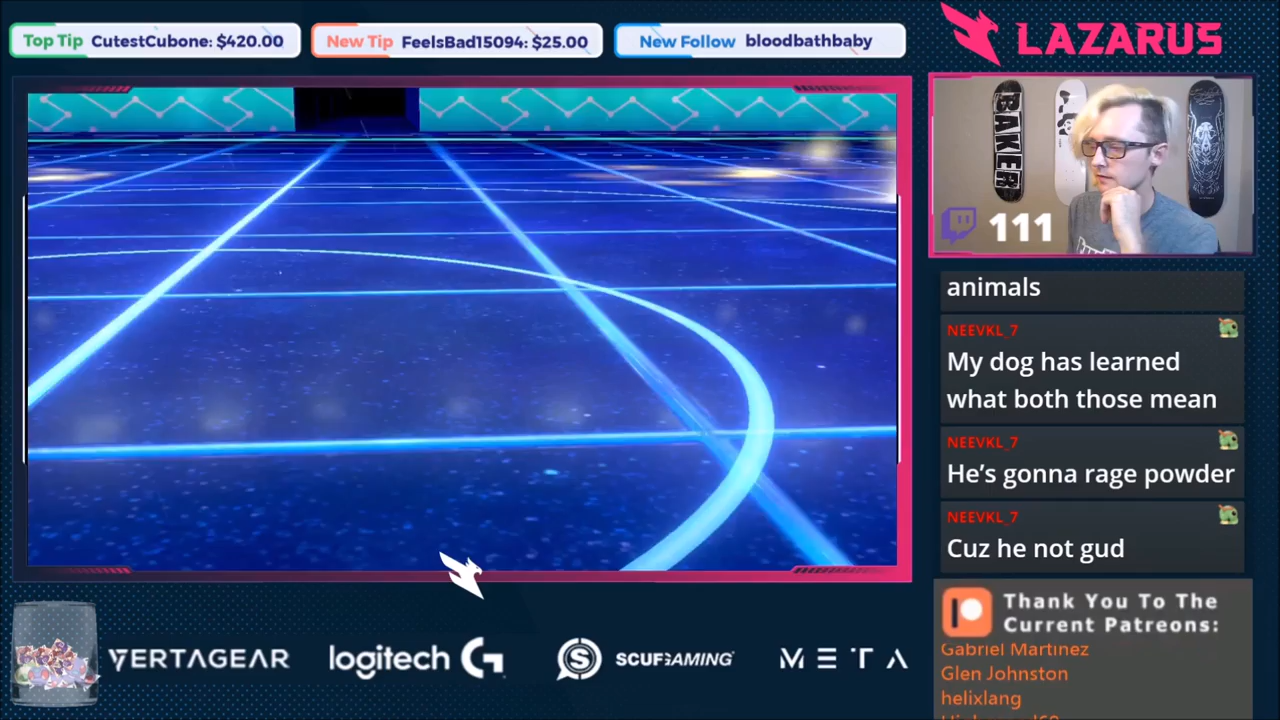 Top Tip CutestCubone: $420.00
New Tip FeelsBad15094: $25.00
New Follow bloodbathbaby
LAZARUS
BAKER
111
animals
NEEVKL_7
My dog has learned
what both those mean
NEEVKL_7
He's gonna rage powder
NEEVKL_7
Cuz he not gud
Thank You To The
Current Patreons:
Gabriel Martinez
Glen Johnston
helixlang
VERTAGEAR
logitech G
S SCUFGAMING
META